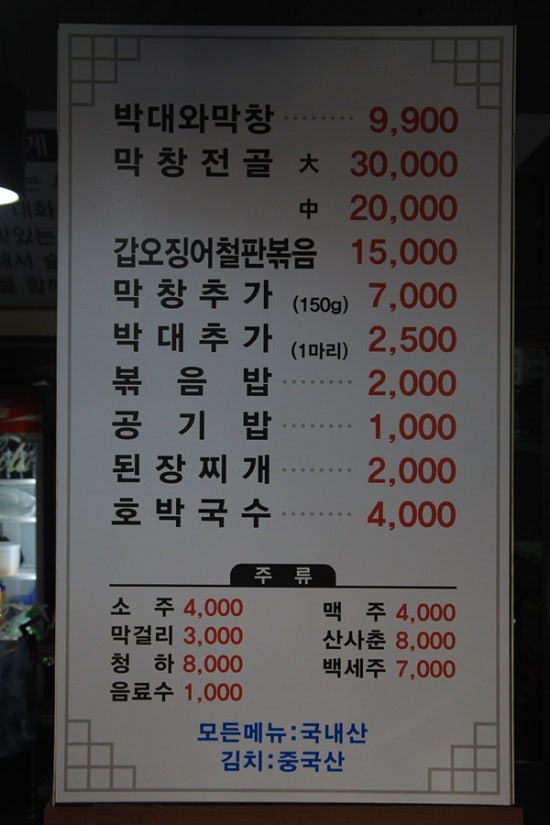 박대와막창 ········ 9,900
막창전골 大 30,000
中 20,000
갑오징어철판볶음 15,000
막창추가 (150g) 7,000
박대추가 (1마리) 2,500
볶음밥 ········ 2,000
공기밥 ········ 1,000
된장찌개 ········ 2,000
호박국수 ········ 4,000
주류
소주 4,000 맥주 4,000
막걸리 3,000 산사춘 8,000
청하 8,000 백세주 7,000
음료수 1,000
모든메뉴:국내산
김치:중국산